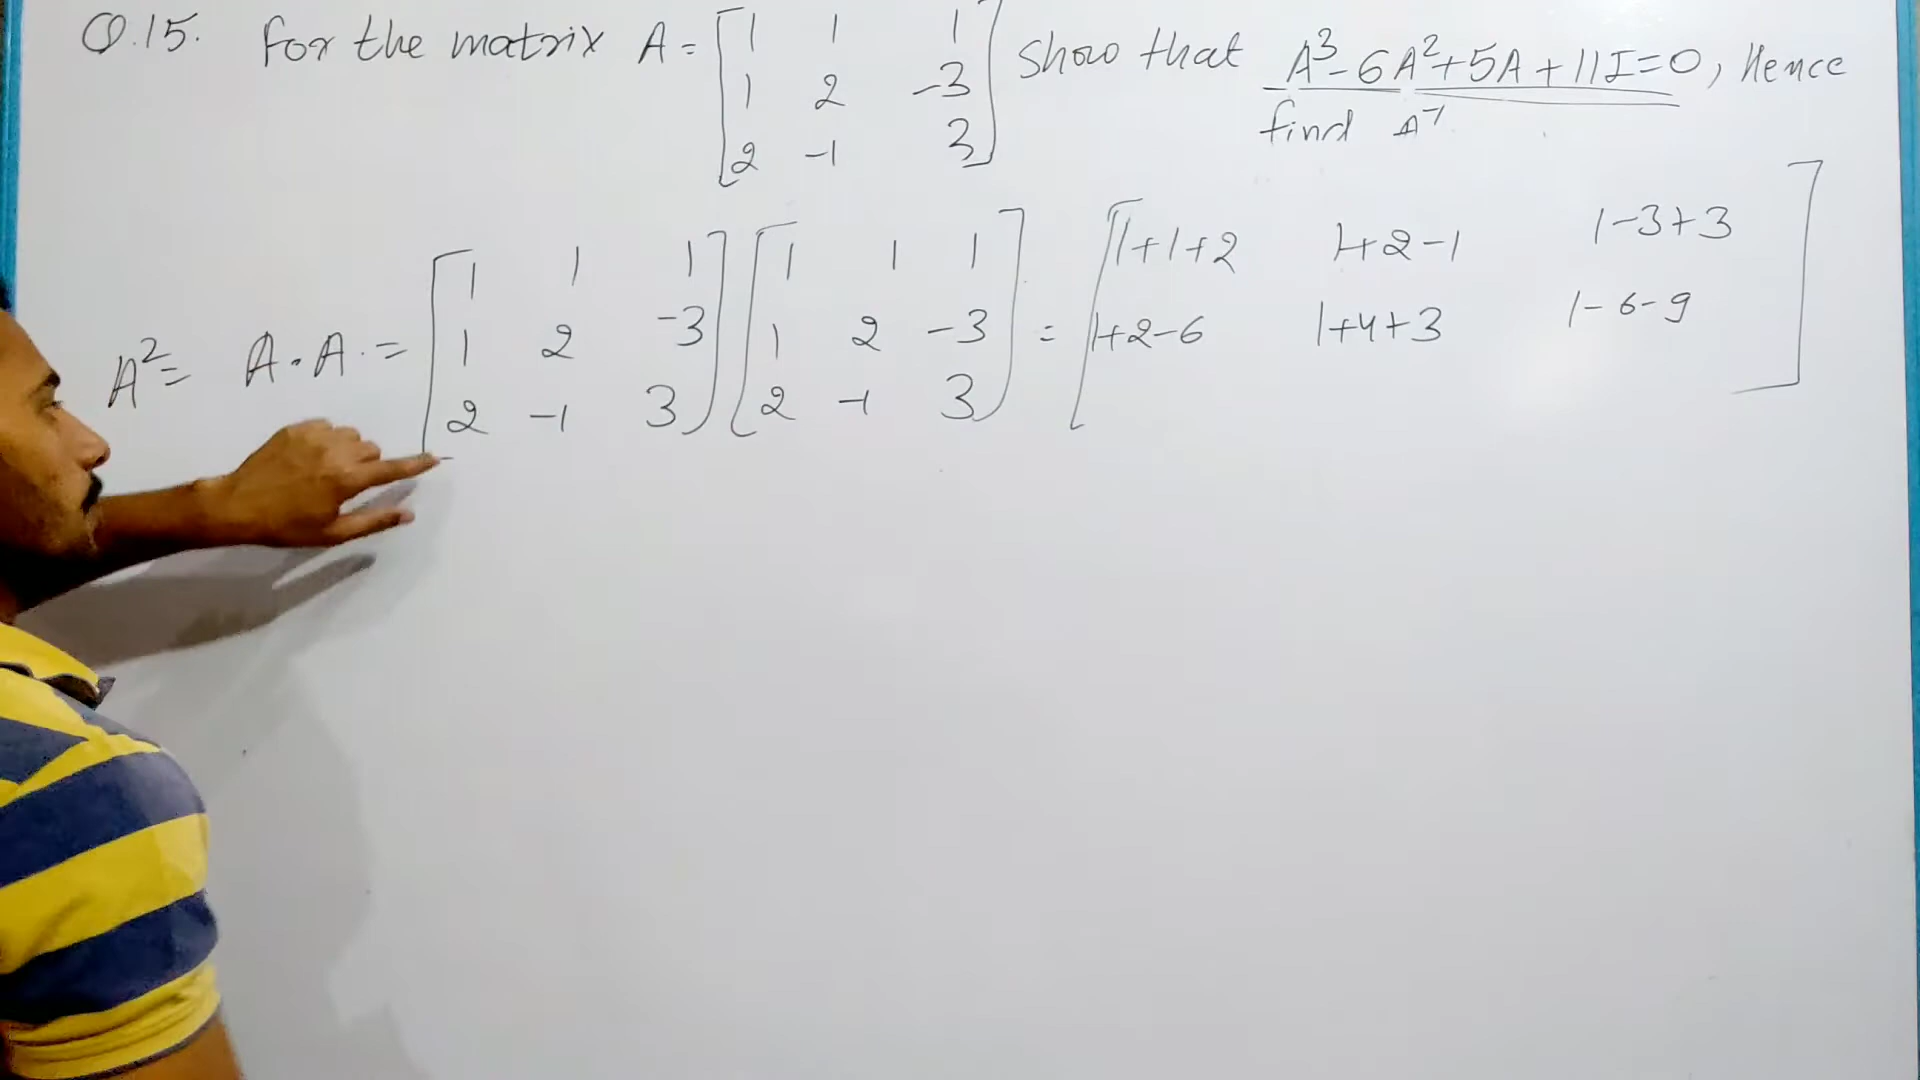 Q.15. For the matrix A = [1 1 1 show that A³-6A²+5A+11I=0, Hence
1 2 -3
2 -1 3] find A⁻¹
A² = A.A. = [1 1 1 [1 1 1 = [1+1+2 1+2-1 1-3+3
1 2 -3 1 2 -3 1+2-6 1+4+3 1-6-9]
2 -1 3] 2 -1 3]